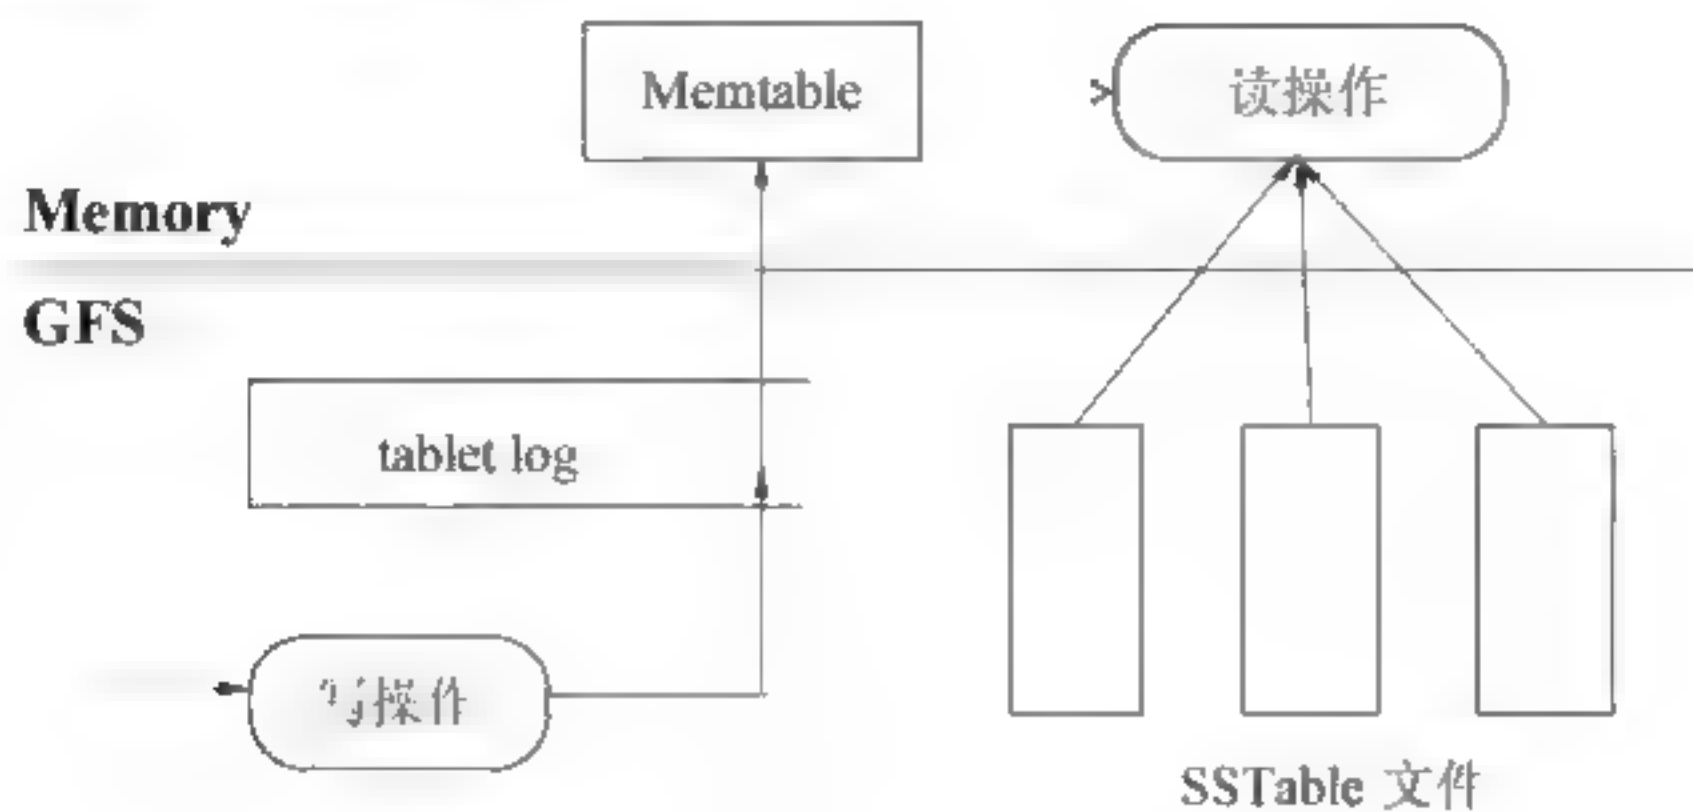 Memtable
读操作
Memory
GFS
tablet log
写操作
SSTable 文件